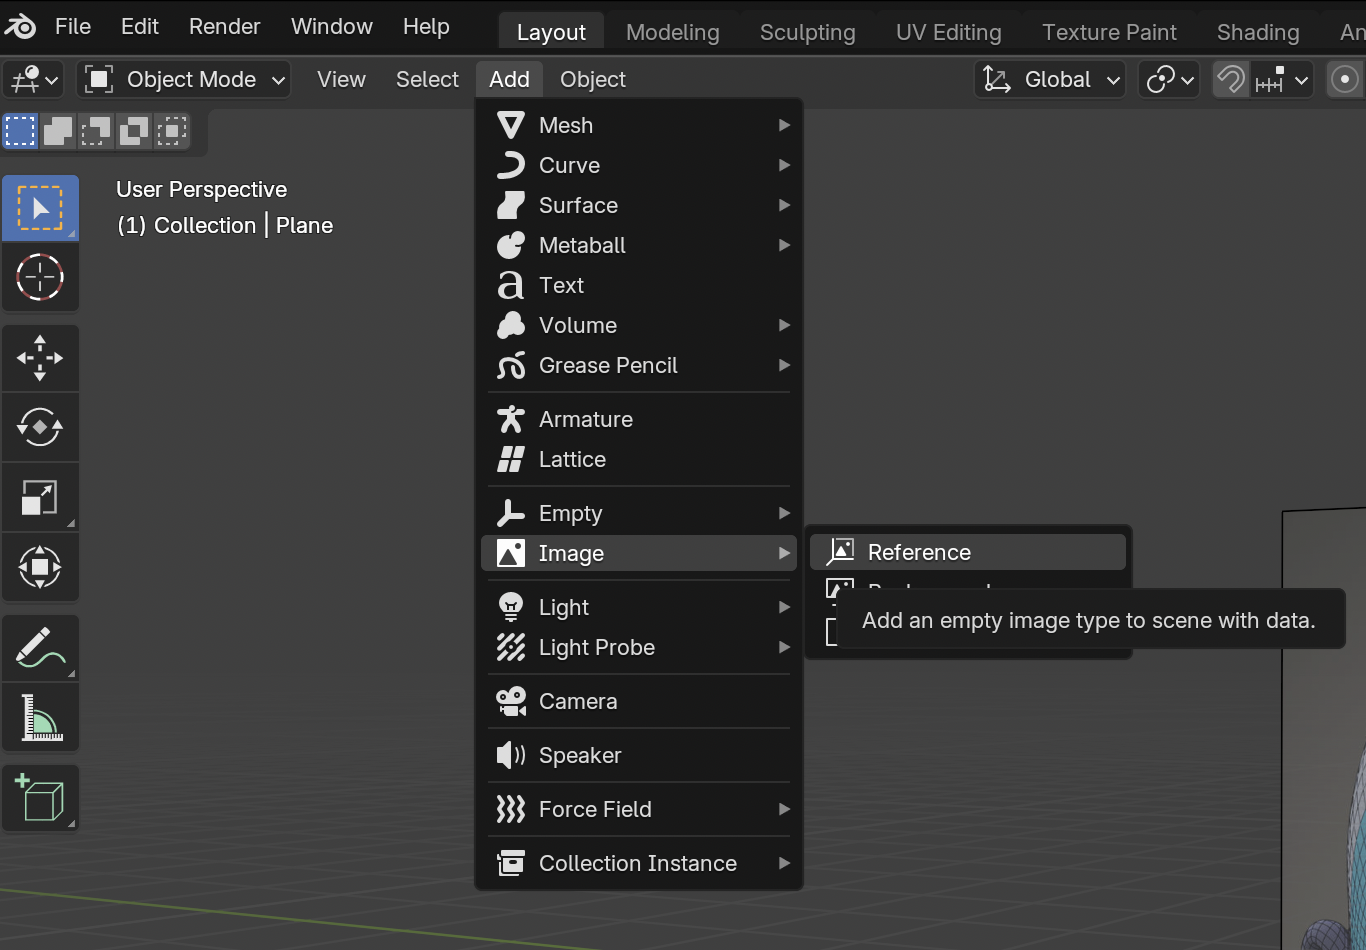 File Edit Render Window Help Layout Modeling Sculpting UV Editing Texture Paint Shading
Object Mode View Select Add Object Global
User Perspective
(1) Collection | Plane
Mesh
Curve
Surface
Metaball
Text
Volume
Grease Pencil
Armature
Lattice
Empty
Image
Reference
Add an empty image type to scene with data.
Light
Light Probe
Camera
Speaker
Force Field
Collection Instance